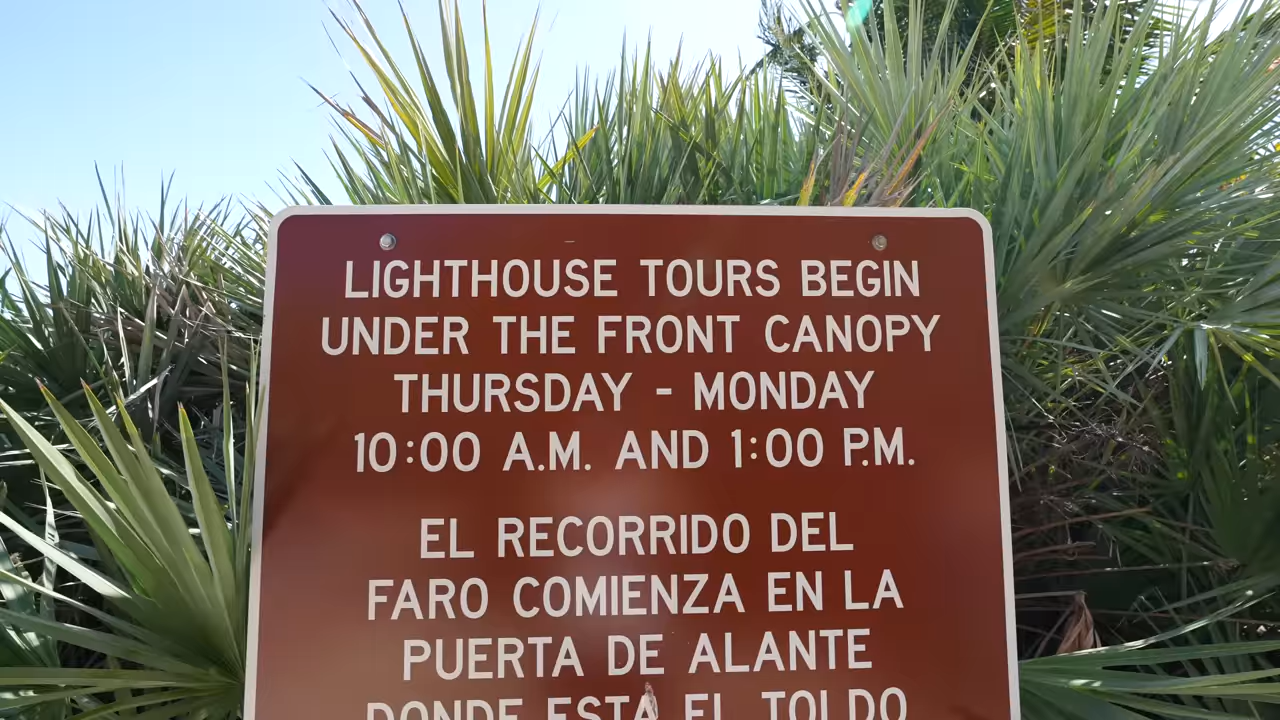 LIGHTHOUSE TOURS BEGIN
UNDER THE FRONT CANOPY
THURSDAY - MONDAY
10:00 A.M. AND 1:00 P.M.
EL RECORRIDO DEL
FARO COMIENZA EN LA
PUERTA DE ALANTE
DONDE ESTA EL TOLDO